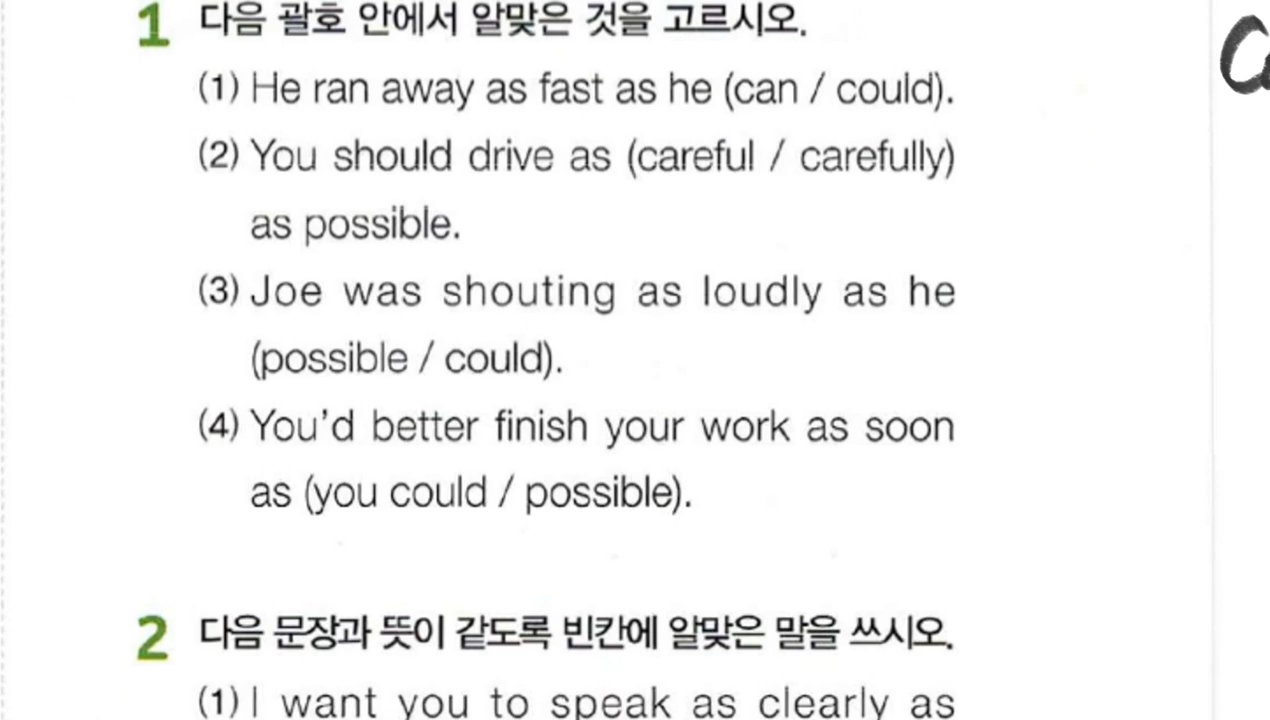 1 다음 괄호 안에서 알맞은 것을 고르시오.
(1) He ran away as fast as he (can / could).
(2) You should drive as (careful / carefully)
as possible.
(3) Joe was shouting as loudly as he
(possible / could).
(4) You'd better finish your work as soon
as (you could / possible).
2 다음 문장과 뜻이 같도록 빈칸에 알맞은 말을 쓰시오.
(1) I want you to speak as clearly as